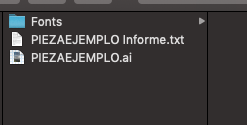 Fonts
PIEZAEJEMPLO Informe.txt
PIEZAEJEMPLO.ai